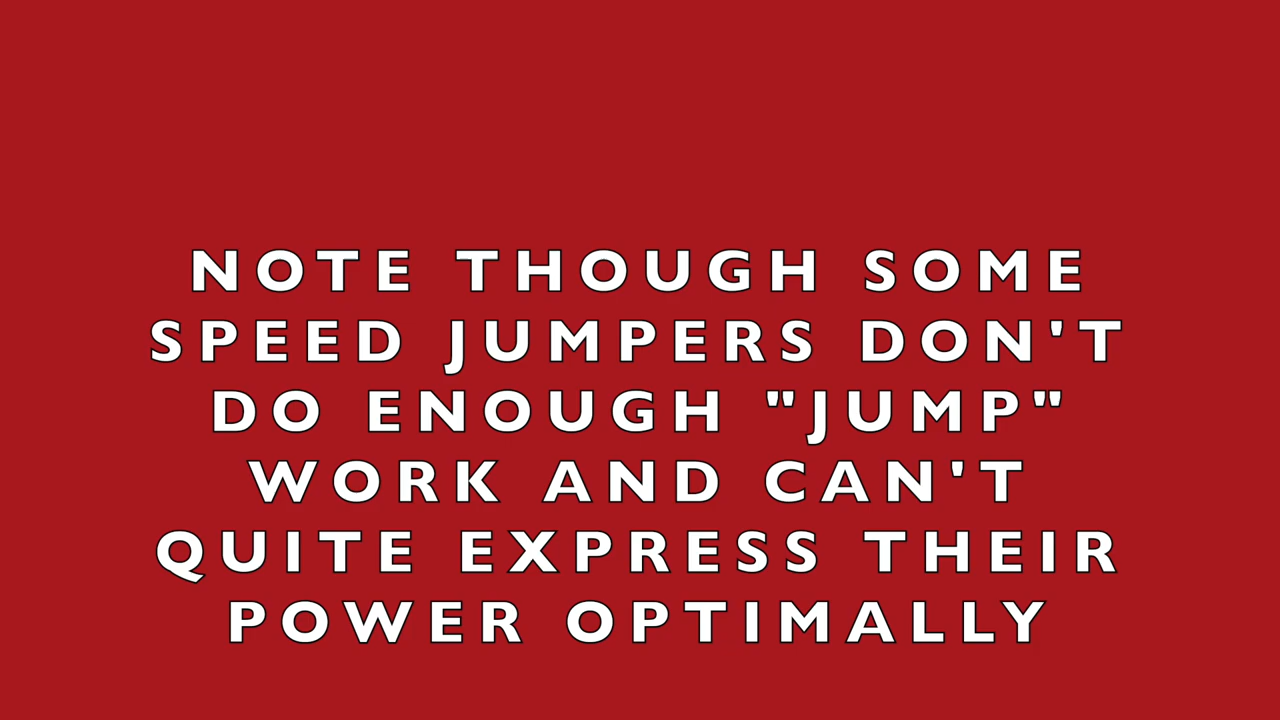 NOTE THOUGH SOME
SPEED JUMPERS DON'T
DO ENOUGH "JUMP"
WORK AND CAN'T
QUITE EXPRESS THEIR
POWER OPTIMALLY